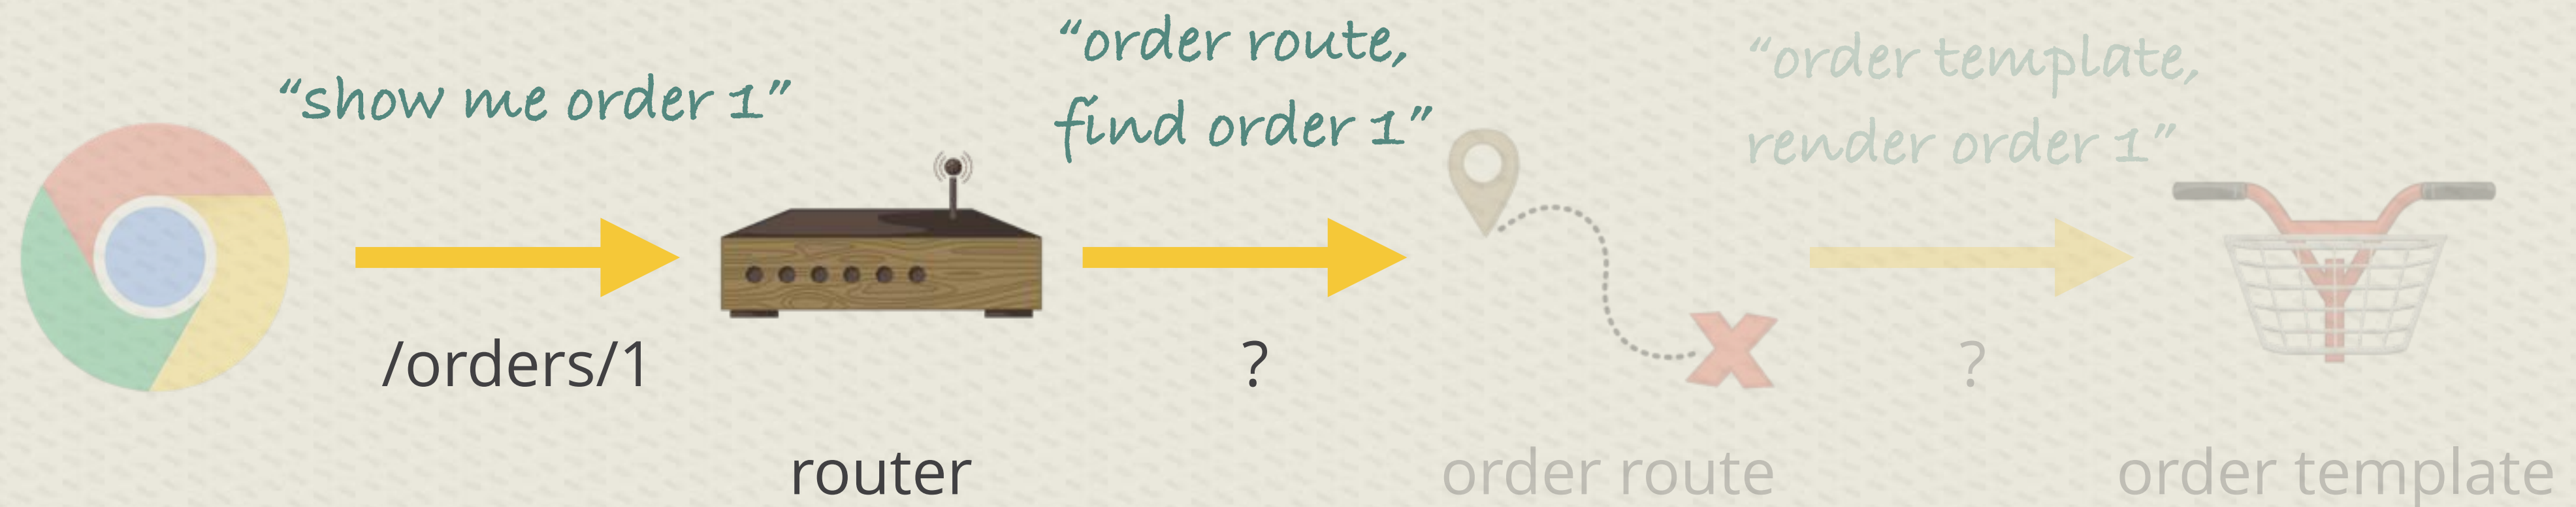 “show me order 1”
/orders/1
router
“order route,
find order 1”
?
order route
“order template,
render order 1”
?
order template